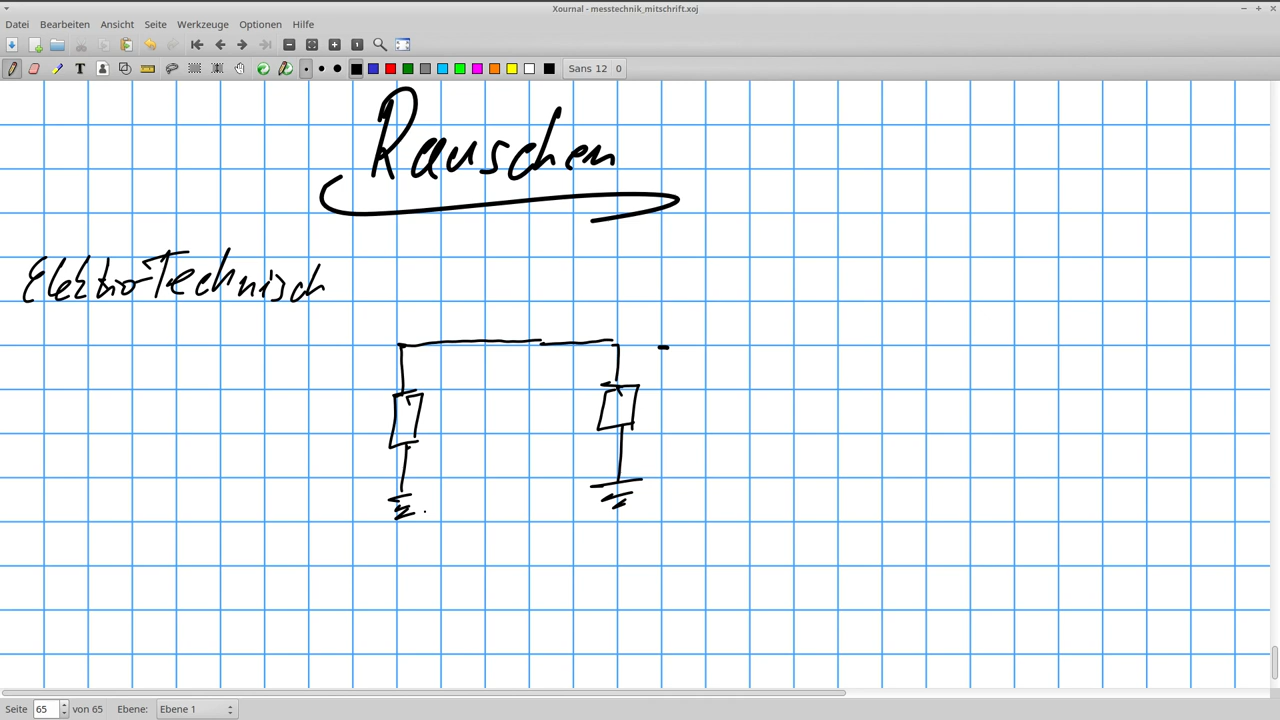 Xournal - messtechnik_mitschrift.xoj
Datei Bearbeiten Ansicht Seite Werkzeuge Optionen Hilfe
Sans 12 0
Rauschen
Elektro-Technisch
Seite 65 von 65 Ebene: Ebene 1